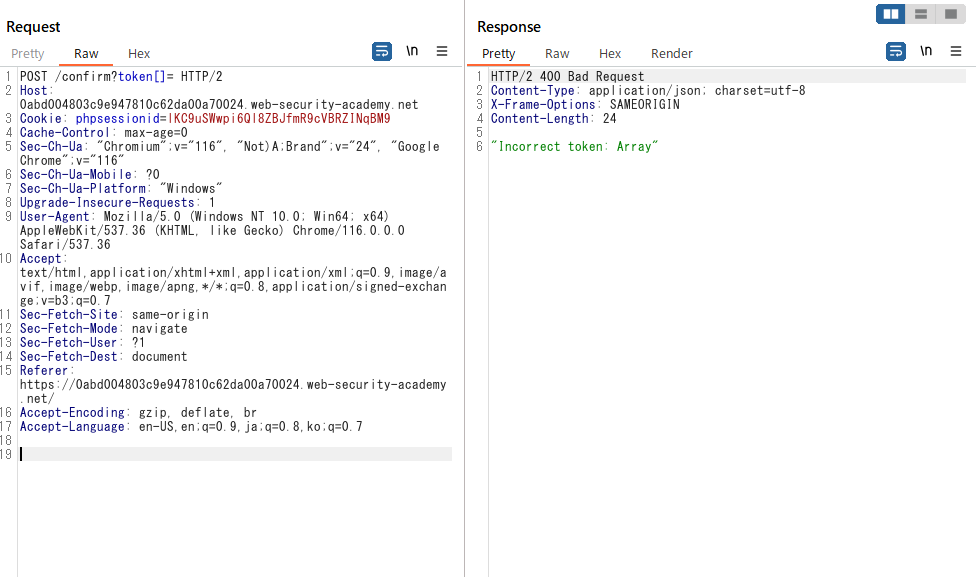 Request
Pretty Raw Hex
\n
1 POST /confirm?token[]= HTTP/2
2 Host:
0abd004803c9e947810c62da00a70024.web-security-academy.net
3 Cookie: phpsessionid=lKC9uSWwpi6Ql8ZBJfmR9cVBRZINqBM9
4 Cache-Control: max-age=0
5 Sec-Ch-Ua: "Chromium";v="116", "Not)A;Brand";v="24", "Google
Chrome";v="116"
6 Sec-Ch-Ua-Mobile: ?0
7 Sec-Ch-Ua-Platform: "Windows"
8 Upgrade-Insecure-Requests: 1
9 User-Agent: Mozilla/5.0 (Windows NT 10.0; Win64; x64)
AppleWebKit/537.36 (KHTML, like Gecko) Chrome/116.0.0.0
Safari/537.36
10 Accept:
text/html,application/xhtml+xml,application/xml;q=0.9,image/a
vif,image/webp,image/apng,*/*;q=0.8,application/signed-exchan
ge;v=b3;q=0.7
11 Sec-Fetch-Site: same-origin
12 Sec-Fetch-Mode: navigate
13 Sec-Fetch-User: ?1
14 Sec-Fetch-Dest: document
15 Referer:
https://0abd004803c9e947810c62da00a70024.web-security-academy
.net/
16 Accept-Encoding: gzip, deflate, br
17 Accept-Language: en-US,en;q=0.9,ja;q=0.8,ko;q=0.7
18
19
Response
Pretty Raw Hex Render
\n
1 HTTP/2 400 Bad Request
2 Content-Type: application/json; charset=utf-8
3 X-Frame-Options: SAMEORIGIN
4 Content-Length: 24
5
6 "Incorrect token: Array"